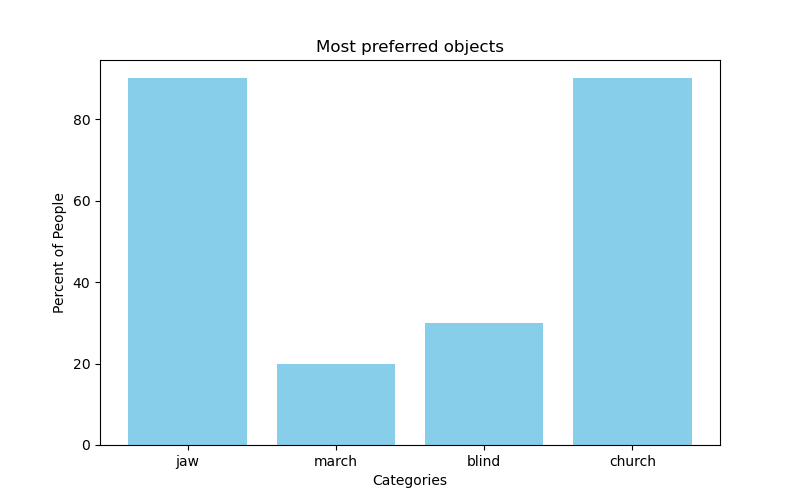 Most preferred objects
Percent of People
80
60
40
20
0
jaw march blind church
Categories